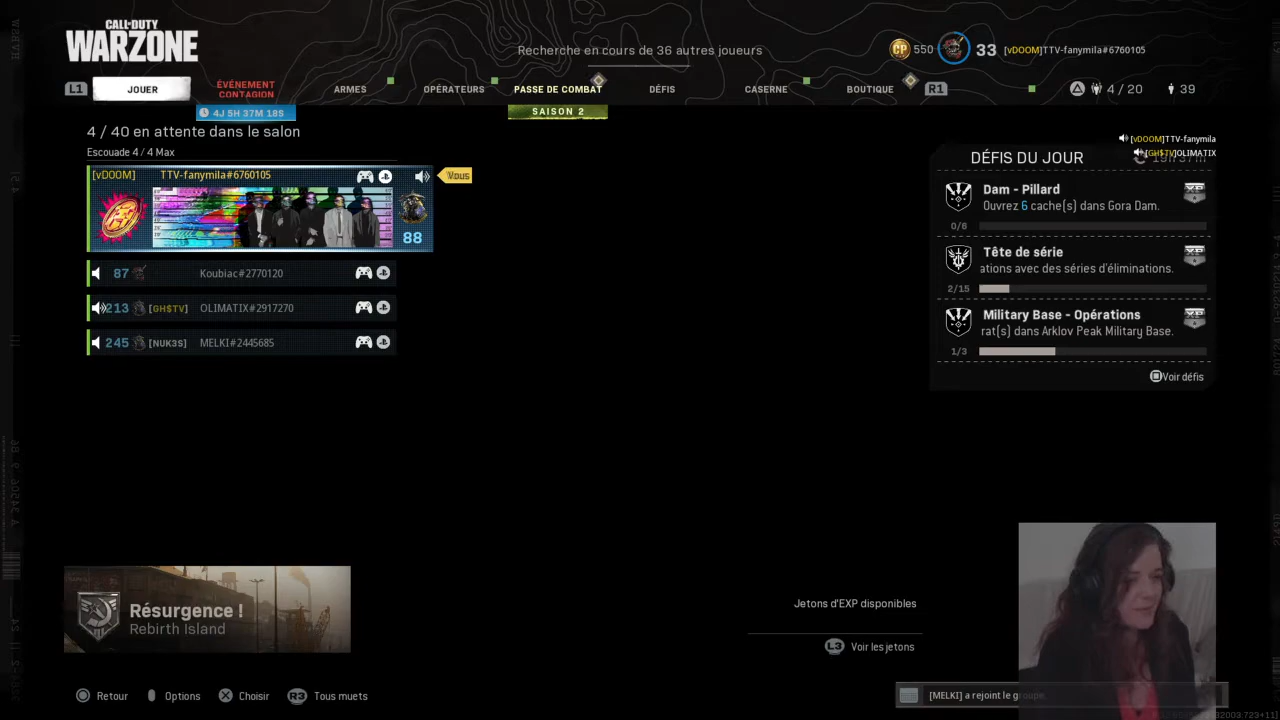 CALL OF DUTY
WARZONE
Recherche en cours de 36 autres joueurs
CP 550
33
[vDOOM]TTV-fanymila#6760105
L1
JOUER
ÉVÉNEMENT
CONTAGION
ARMES
OPÉRATEURS
PASSE DE COMBAT
DÉFIS
CASERNE
BOUTIQUE
R1
4 / 20
39
4J 5H 37M 18S
SAISON 2
4 / 40 en attente dans le salon
Escouade 4 / 4 Max
[vDOOM] TTV-fanymila#6760105
Vous
88
87 Koubiac#2770120
213 [GH$TV] OLIMATIX#2917270
245 [NUK3S] MELKI#2445685
[vDOOM]TTV-fanymila
[GH$TV]OLIMATIX
DÉFIS DU JOUR
Dam - Pillard
Ouvrez 6 cache(s) dans Gora Dam.
XP
0/6
Tête de série
ations avec des séries d'éliminations.
XP
2/15
Military Base - Opérations
rat(s) dans Arklov Peak Military Base.
XP
1/3
Voir défis
Résurgence !
Rebirth Island
Jetons d'EXP disponibles
L3 Voir les jetons
Retour
Options
Choisir
R3 Tous muets
[MELKI] a rejoint le groupe.